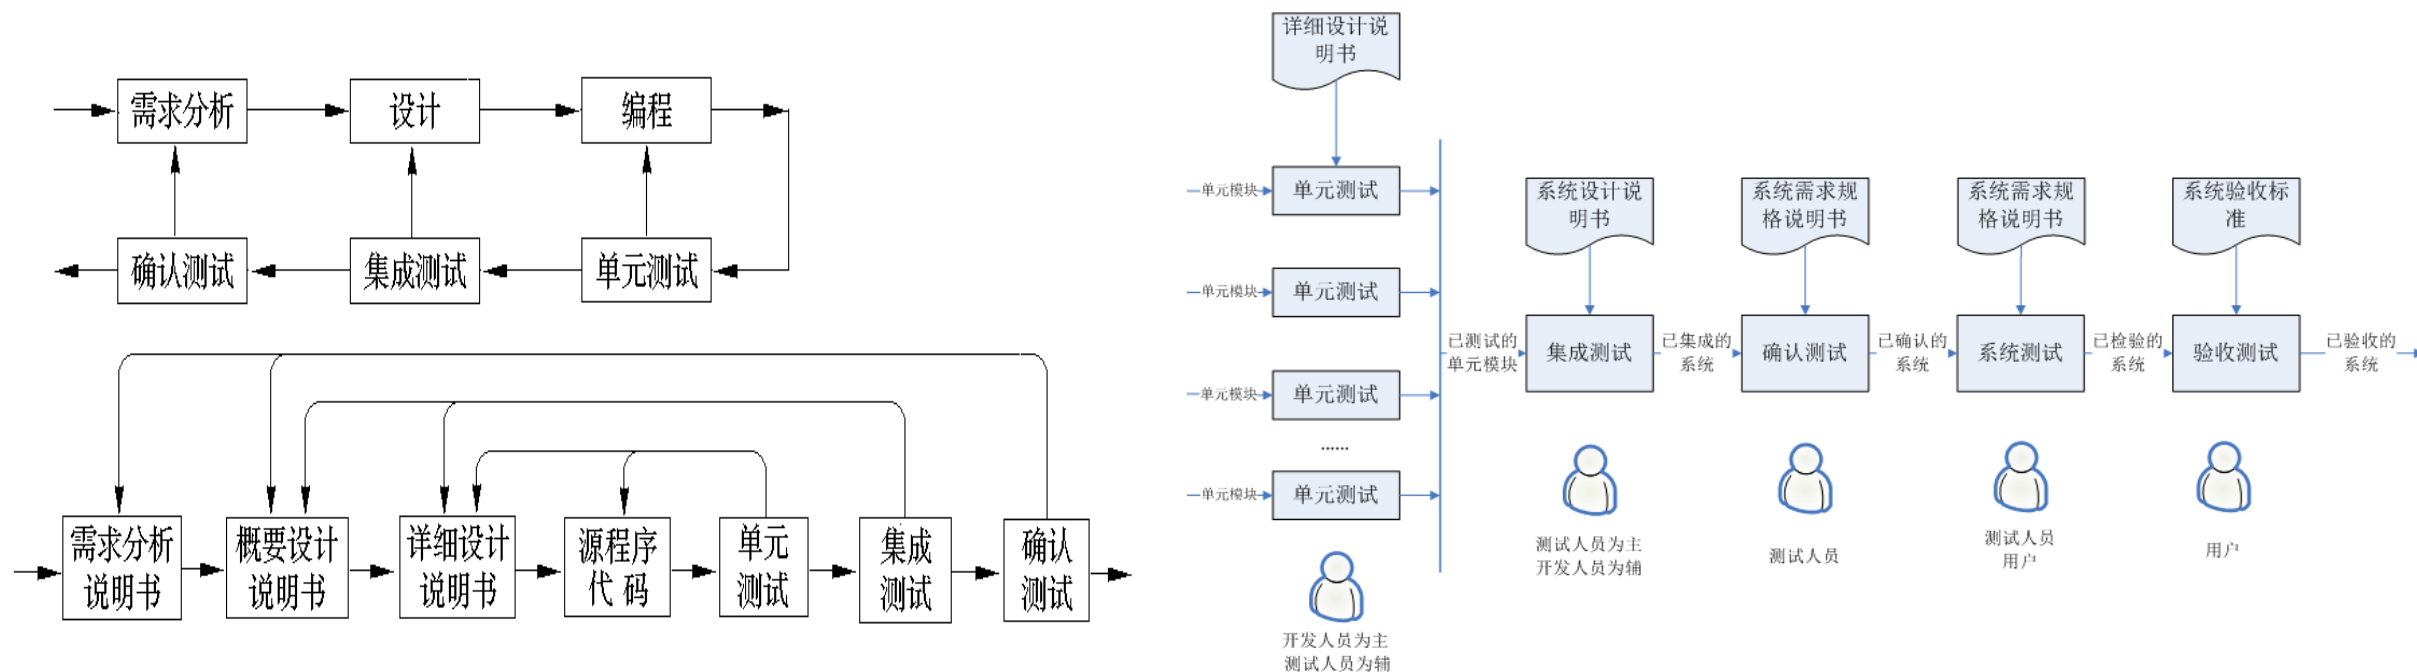 需求分析
设计
编程
确认测试
集成测试
单元测试
需求分析
说明书
概要设计
说明书
详细设计
说明书
源程序
代 码
单元
测试
集成
测试
确认
测试
详细设计说
明书
单元模块
单元测试
单元模块
单元测试
单元模块
单元测试
......
单元模块
单元测试
开发人员为主
测试人员为辅
已测试的
单元模块
系统设计说
明书
集成测试
测试人员为主
开发人员为辅
已集成的
系统
系统需求规
格说明书
确认测试
测试人员
已确认的
系统
系统需求规
格说明书
系统测试
测试人员
用户
已检验的
系统
系统验收标
准
验收测试
用户
已验收的
系统